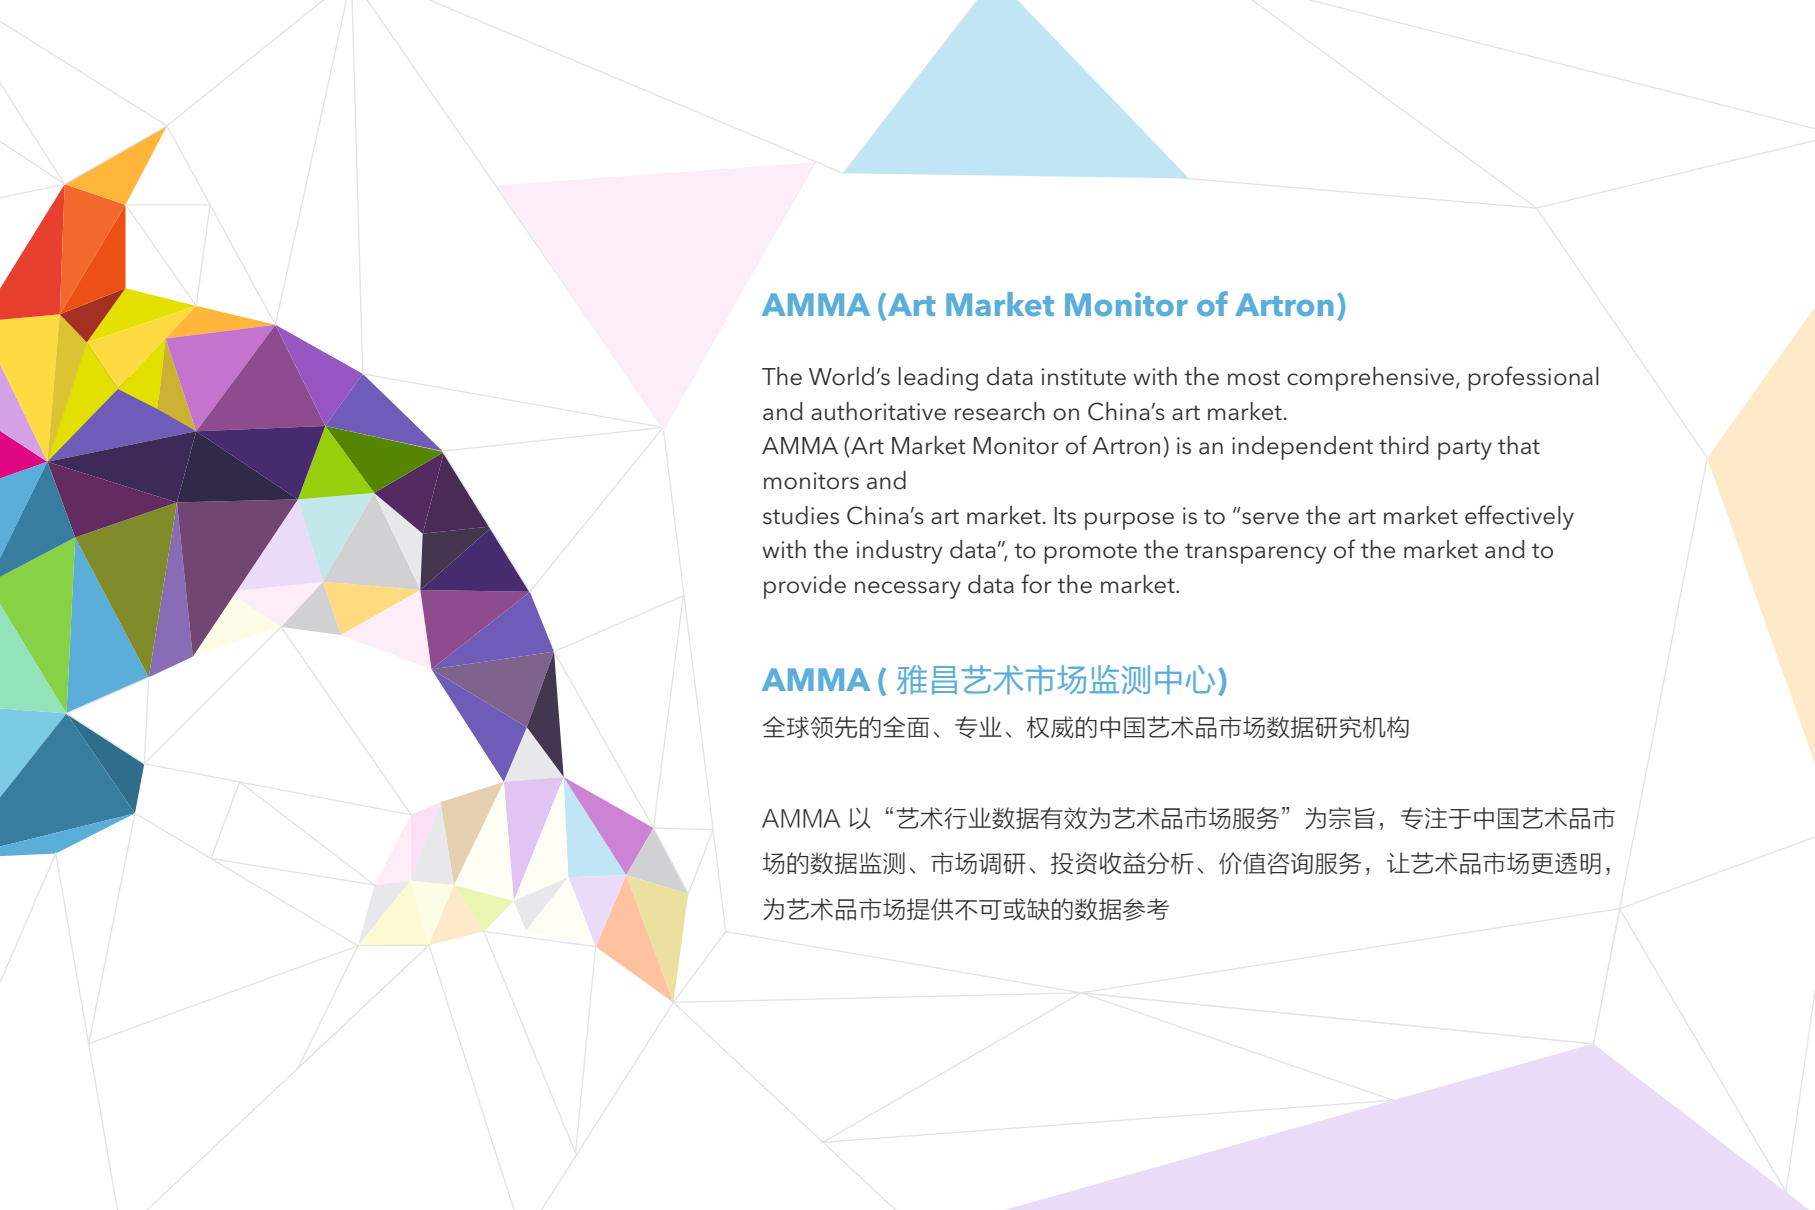 AMMA (Art Market Monitor of Artron)
The World’s leading data institute with the most comprehensive, professional
and authoritative research on China’s art market.
AMMA (Art Market Monitor of Artron) is an independent third party that
monitors and
studies China’s art market. Its purpose is to “serve the art market effectively
with the industry data”, to promote the transparency of the market and to
provide necessary data for the market.
AMMA ( 雅昌艺术市场监测中心)
全球领先的全面、专业、权威的中国艺术品市场数据研究机构
AMMA 以“艺术行业数据有效为艺术品市场服务”为宗旨，专注于中国艺术品市
场的数据监测、市场调研、投资收益分析、价值咨询服务，让艺术品市场更透明，
为艺术品市场提供不可或缺的数据参考